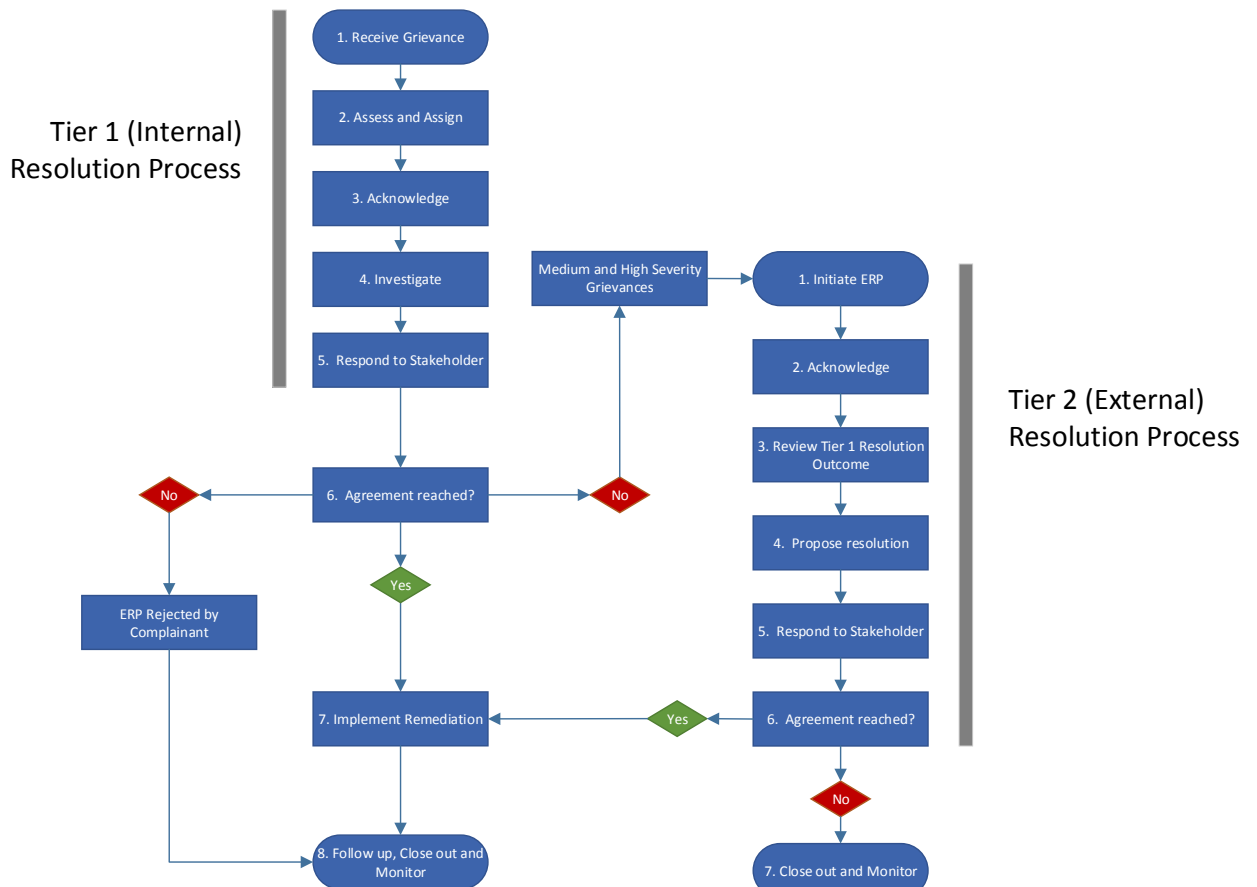 1. Receive Grievance
Tier 1 (Internal)
Resolution Process
2. Assess and Assign
3. Acknowledge
4. Investigate
5. Respond to Stakeholder
6. Agreement reached?
No
ERP Rejected by
Complainant
Yes
7. Implement Remediation
8. Follow up, Close out and
Monitor
No
Medium and High Severity
Grievances
1. Initiate ERP
2. Acknowledge
3. Review Tier 1 Resolution
Outcome
4. Propose resolution
5. Respond to Stakeholder
6. Agreement reached?
Yes
No
7. Close out and Monitor
Tier 2 (External)
Resolution Process